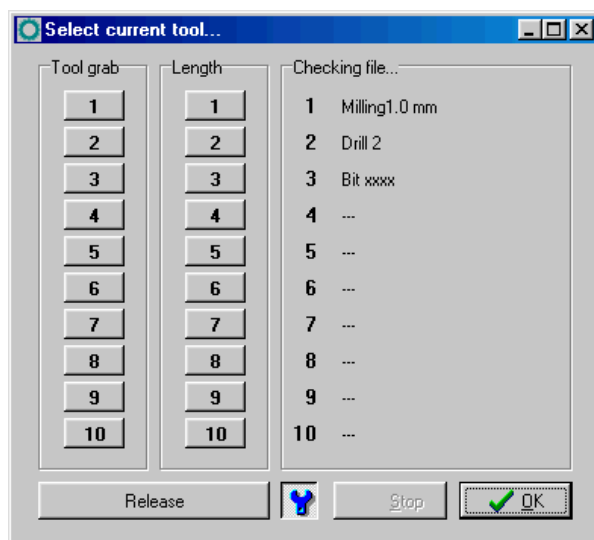 Select current tool...
Tool grab Length Checking file...
1 1 1 Milling1.0 mm
2 2 2 Drill 2
3 3 3 Bit xxxx
4 4 4 ---
5 5 5 ---
6 6 6 ---
7 7 7 ---
8 8 8 ---
9 9 9 ---
10 10 10 ---
Release Stop OK